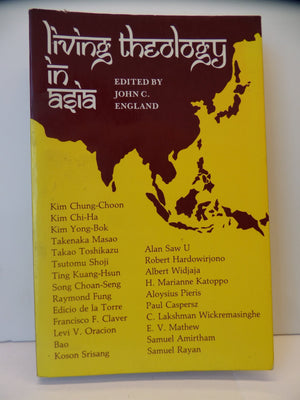 living theology
in
asia
EDITED BY
JOHN C.
ENGLAND
Kim Chung-Choon
Kim Chi-Ha
Kim Yong-Bok
Takenaka Masao
Takao Toshikazu
Tsutomu Shoji
Ting Kuang-Hsun
Song Choan-Seng
Raymond Fung
Edicio de la Torre
Francisco F. Claver
Levi V. Oracion
Bao
Koson Srisang
Alan Saw U
Robert Hardowirjono
Albert Widjaja
H. Marianne Katoppo
Aloysius Pieris
Paul Caspersz
C. Lakshman Wickremasinghe
E. V. Mathew
Samuel Amirtham
Samuel Rayan